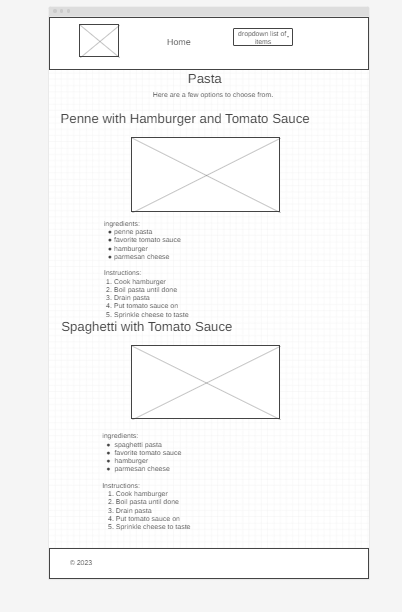 Home
dropdown list of
items
Pasta
Here are a few options to choose from.
Penne with Hamburger and Tomato Sauce
ingredients:
● penne pasta
● favorite tomato sauce
● hamburger
● parmesan cheese
Instructions:
1. Cook hamburger
2. Boil pasta until done
3. Drain pasta
4. Put tomato sauce on
5. Sprinkle cheese to taste
Spaghetti with Tomato Sauce
ingredients:
● spaghetti pasta
● favorite tomato sauce
● hamburger
● parmesan cheese
Instructions:
1. Cook hamburger
2. Boil pasta until done
3. Drain pasta
4. Put tomato sauce on
5. Sprinkle cheese to taste
© 2023